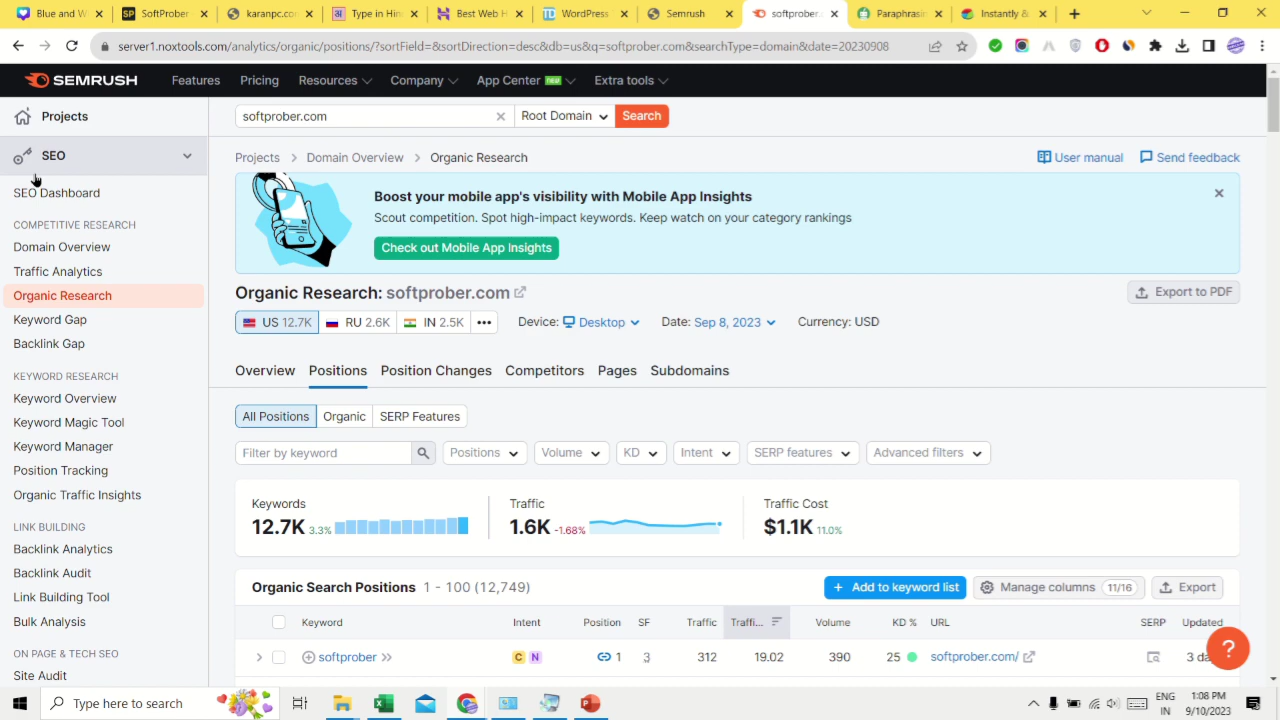 Blue and W
SoftProber
karanpc.co
Type in Hin
Best Web H
WordPress
Semrush
softprober.
Paraphrasin
Instantly &
server1.noxtools.com/analytics/organic/positions/?sortField=&sortDirection=desc&db=us&q=softprober.com&searchType=domain&date=20230908
SEMRUSH
Features
Pricing
Resources
Company
App Center new
Extra tools
Projects
softprober.com
Root Domain
Search
SEO
Projects > Domain Overview > Organic Research
User manual
Send feedback
SEO Dashboard
Boost your mobile app's visibility with Mobile App Insights
Scout competition. Spot high-impact keywords. Keep watch on your category rankings
Check out Mobile App Insights
COMPETITIVE RESEARCH
Domain Overview
Traffic Analytics
Organic Research
Keyword Gap
Backlink Gap
Organic Research: softprober.com
Export to PDF
US 12.7K
RU 2.6K
IN 2.5K
Device: Desktop
Date: Sep 8, 2023
Currency: USD
Overview
Positions
Position Changes
Competitors
Pages
Subdomains
KEYWORD RESEARCH
Keyword Overview
Keyword Magic Tool
Keyword Manager
Position Tracking
Organic Traffic Insights
All Positions
Organic
SERP Features
Filter by keyword
Positions
Volume
KD
Intent
SERP features
Advanced filters
Keywords
12.7K 3.3%
Traffic
1.6K -1.68%
Traffic Cost
$1.1K 11.0%
LINK BUILDING
Backlink Analytics
Backlink Audit
Link Building Tool
Bulk Analysis
Organic Search Positions 1 - 100 (12,749)
+ Add to keyword list
Manage columns 11/16
Export
Keyword
Intent
Position
SF
Traffic
Traffi...
Volume
KD %
URL
SERP
Updated
softprober
C N
1
3
312
19.02
390
25
softprober.com/
3 da
?
ON PAGE & TECH SEO
Site Audit
Type here to search
ENG
IN
1:08 PM
9/10/2023